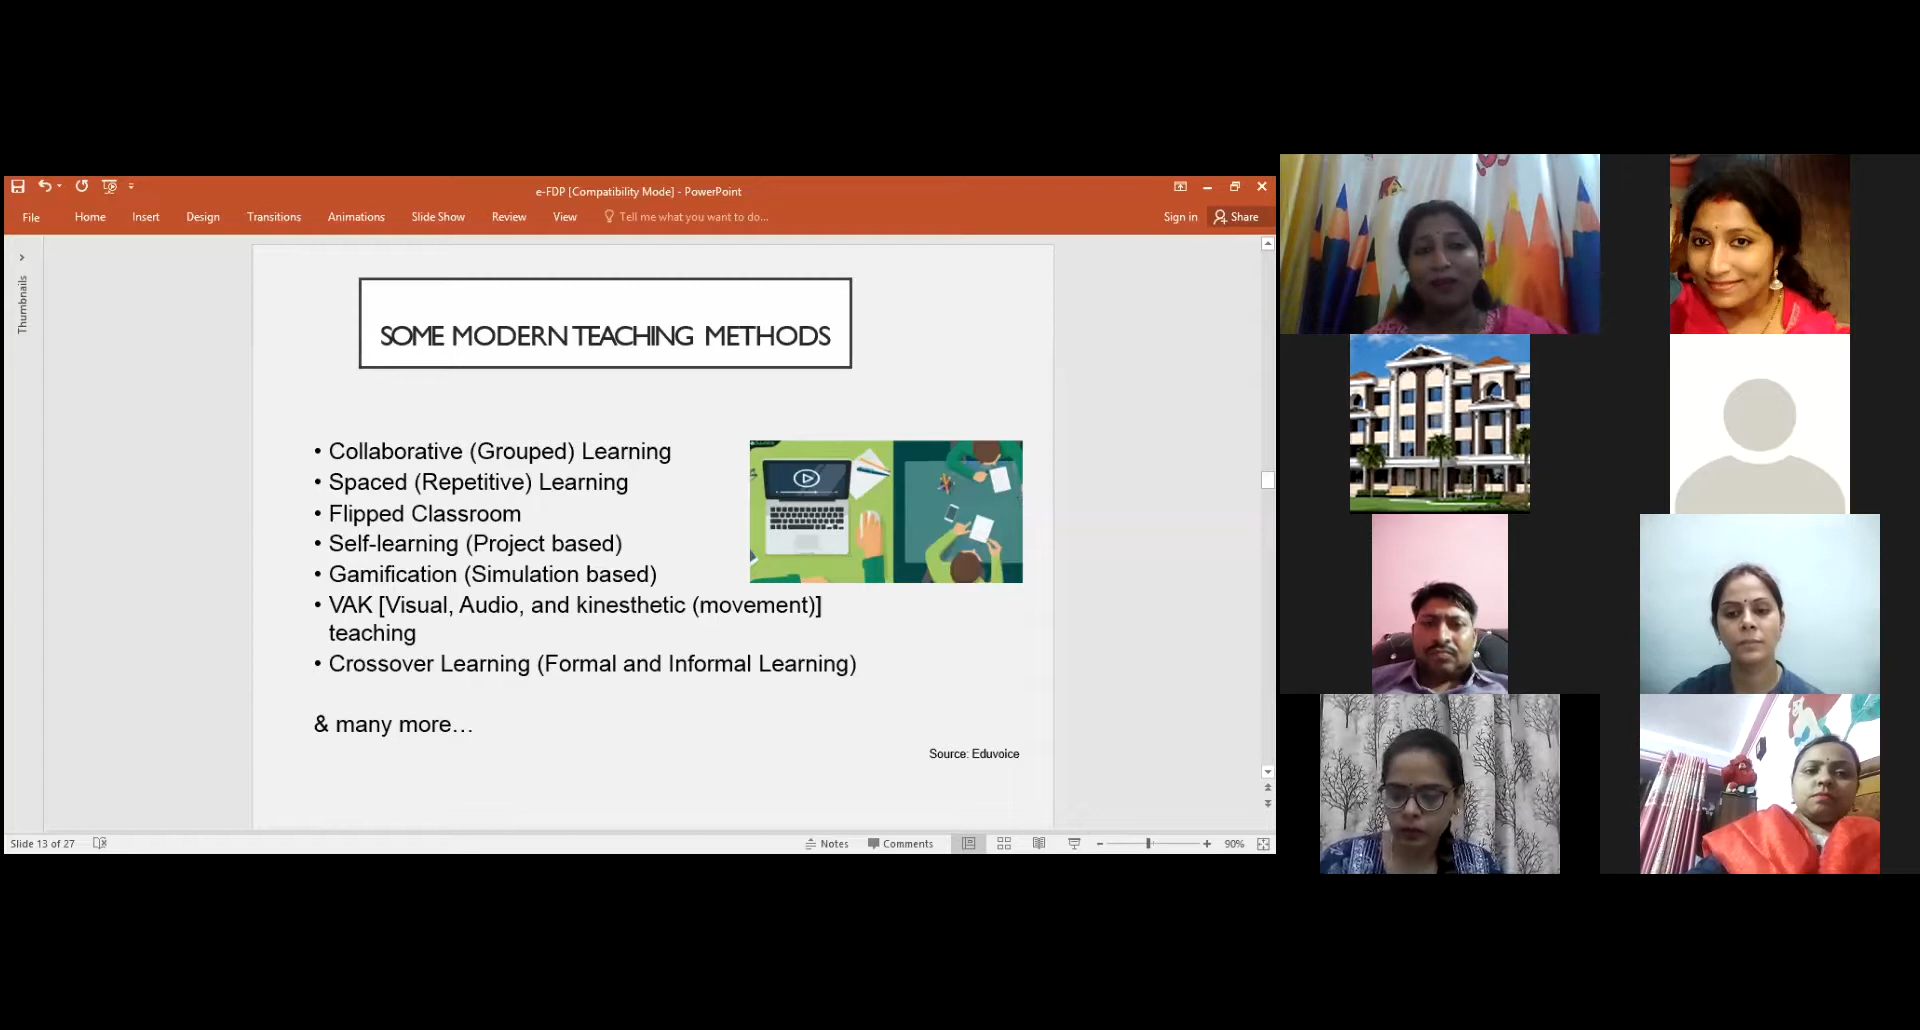 e-FDP [Compatibility Mode] - PowerPoint
File Home Insert Design Transitions Animations Slide Show Review View Tell me what you want to do... Sign in Share
Thumbnails
SOME MODERN TEACHING METHODS
• Collaborative (Grouped) Learning
• Spaced (Repetitive) Learning
• Flipped Classroom
• Self-learning (Project based)
• Gamification (Simulation based)
• VAK [Visual, Audio, and kinesthetic (movement)]
teaching
• Crossover Learning (Formal and Informal Learning)
& many more…
Source: Eduvoice
Slide 13 of 27 Notes Comments 90%